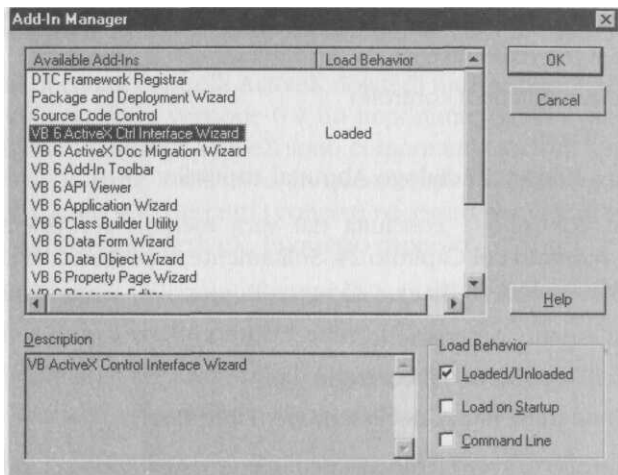 Add-In Manager
Available Add-Ins Load Behavior
DTC Framework Registrar
Package and Deployment Wizard
Source Code Control
VB 6 ActiveX Ctrl Interface Wizard Loaded
VB 6 ActiveX Doc Migration Wizard
VB 6 Add-In Toolbar
VB 6 API Viewer
VB 6 Application Wizard
VB 6 Class Builder Utility
VB 6 Data Form Wizard
VB 6 Data Object Wizard
VB 6 Property Page Wizard
OK
Cancel
Help
Description
VB ActiveX Control Interface Wizard
Load Behavior
Loaded/Unloaded
Load on Startup
Command Line